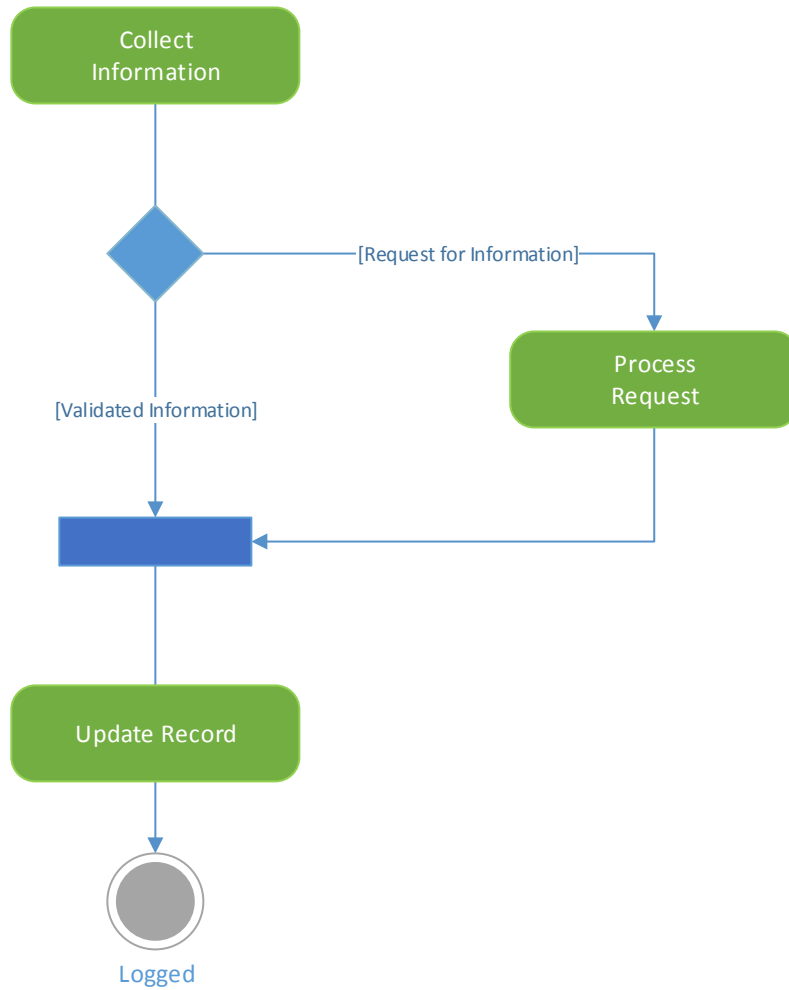 Collect
Information
[Request for Information]
Process
Request
[Validated Information]
Update Record
Logged